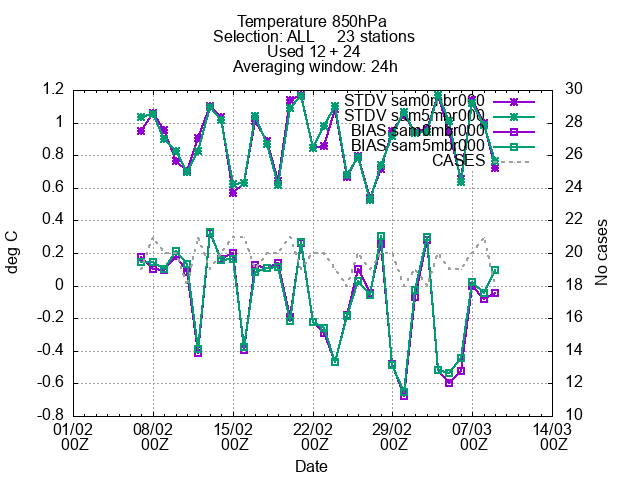 Temperature 850hPa
Selection: ALL 23 stations
Used 12 + 24
Averaging window: 24h
STDV sam0mbr000
STDV sam5mbr000
BIAS sam0mbr000
BIAS sam5mbr000
CASES
1.2
1
0.8
0.6
0.4
0.2
0
-0.2
-0.4
-0.6
-0.8
deg C
30
28
26
24
22
20
18
16
14
12
10
No cases
01/02 08/02 15/02 22/02 29/02 07/03 14/03
00Z 00Z 00Z 00Z 00Z 00Z 00Z
Date